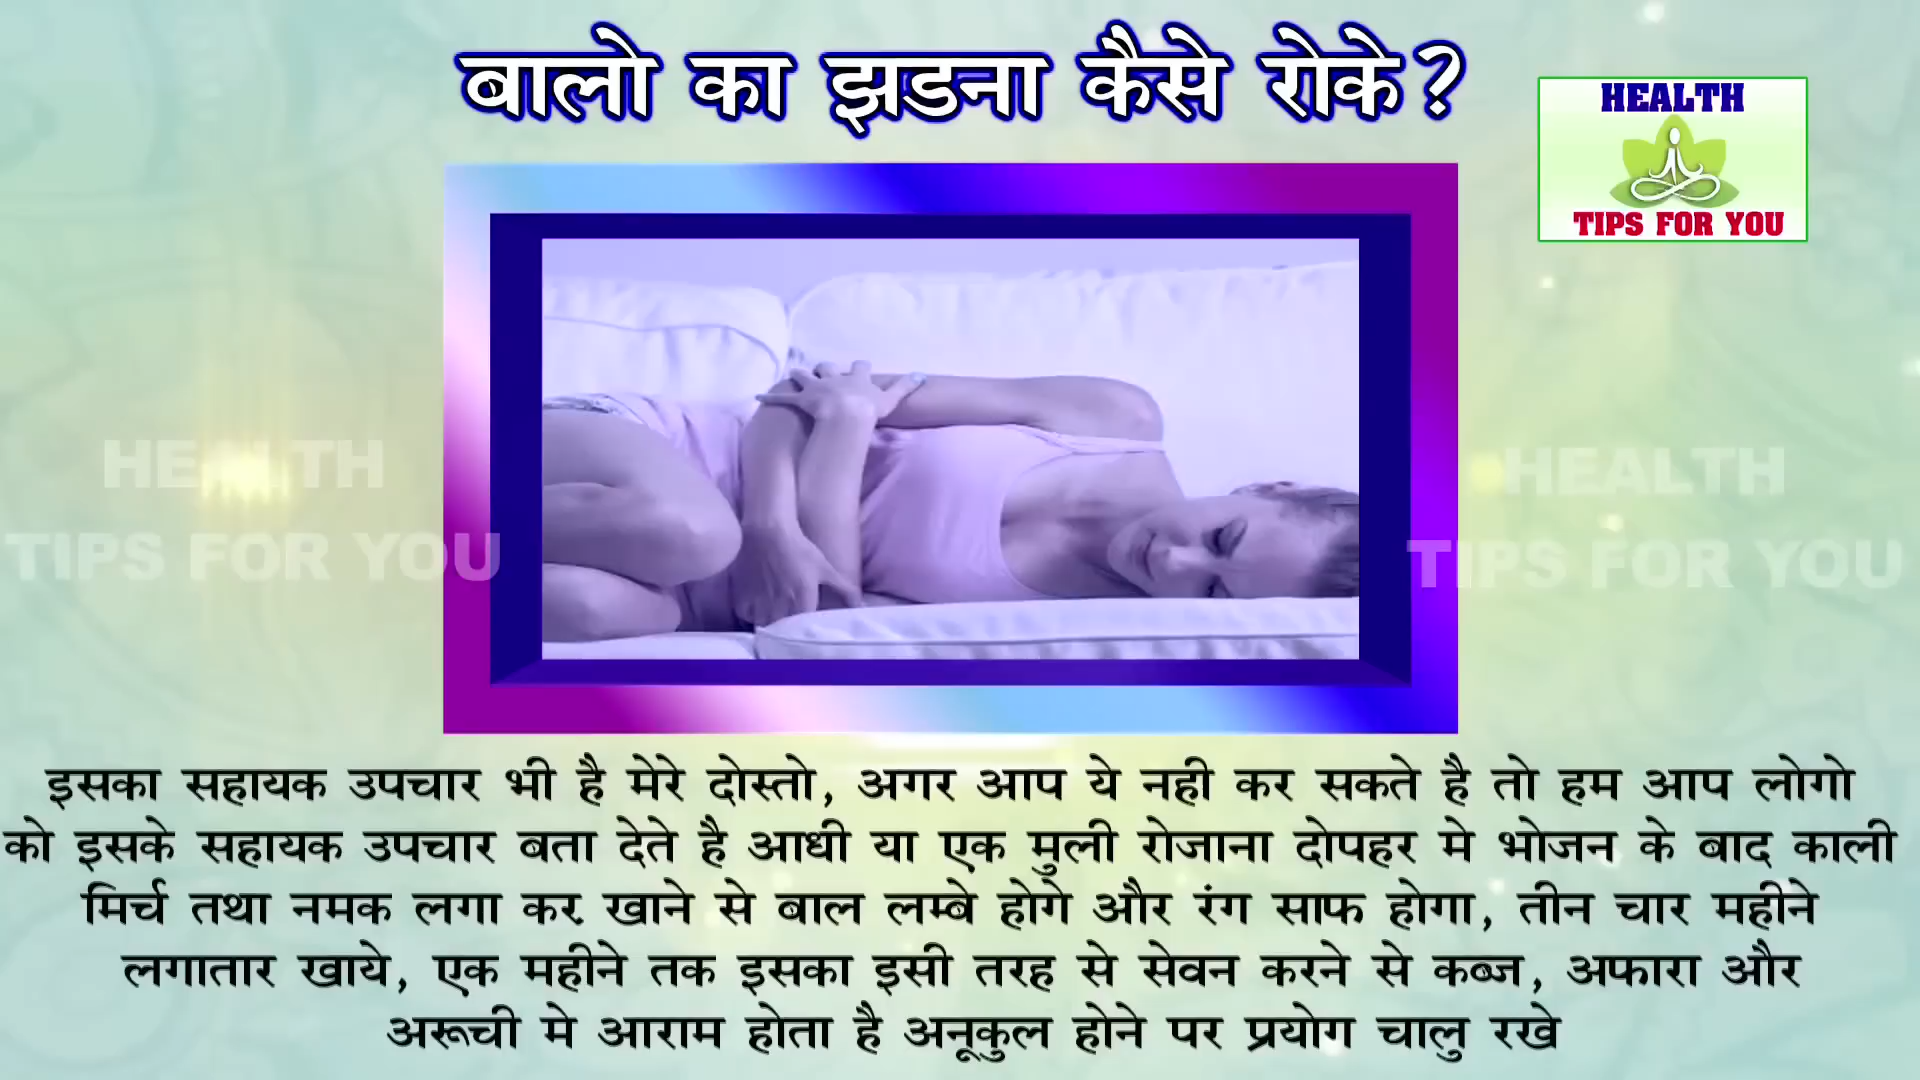 बालो का झडना कैसे रोके?
HEALTH
TIPS FOR YOU
HEALTH
TIPS FOR YOU
HEALTH
TIPS FOR YOU
इसका सहायक उपचार भी है मेरे दोस्तो, अगर आप ये नही कर सकते है तो हम आप लोगो
को इसके सहायक उपचार बता देते है आधी या एक मुली रोजाना दोपहर मे भोजन के बाद काली
मिर्च तथा नमक लगा कर खाने से बाल लम्बे होगे और रंग साफ होगा, तीन चार महीने
लगातार खाये, एक महीने तक इसका इसी तरह से सेवन करने से कब्ज, अफारा और
अरूची मे आराम होता है अनूकुल होने पर प्रयोग चालु रखे